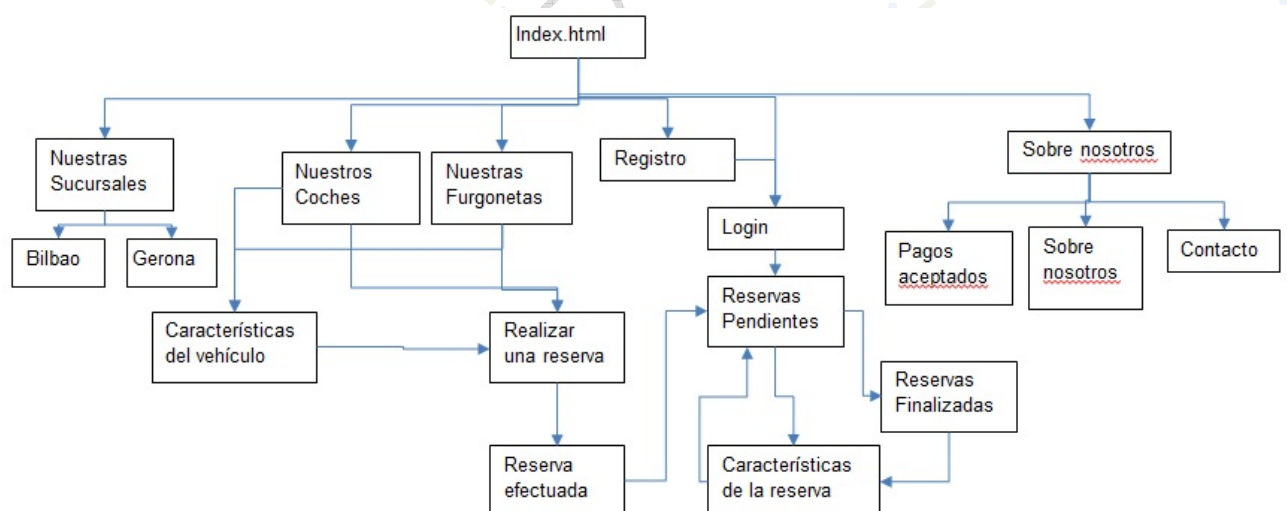 Index.html
Nuestras
Sucursales
Nuestros
Coches
Nuestras
Furgonetas
Registro
Sobre nosotros
Bilbao
Gerona
Login
Pagos
aceptados
Sobre
nosotros
Contacto
Características
del vehículo
Realizar
una reserva
Reservas
Pendientes
Reservas
Finalizadas
Reserva
efectuada
Características
de la reserva